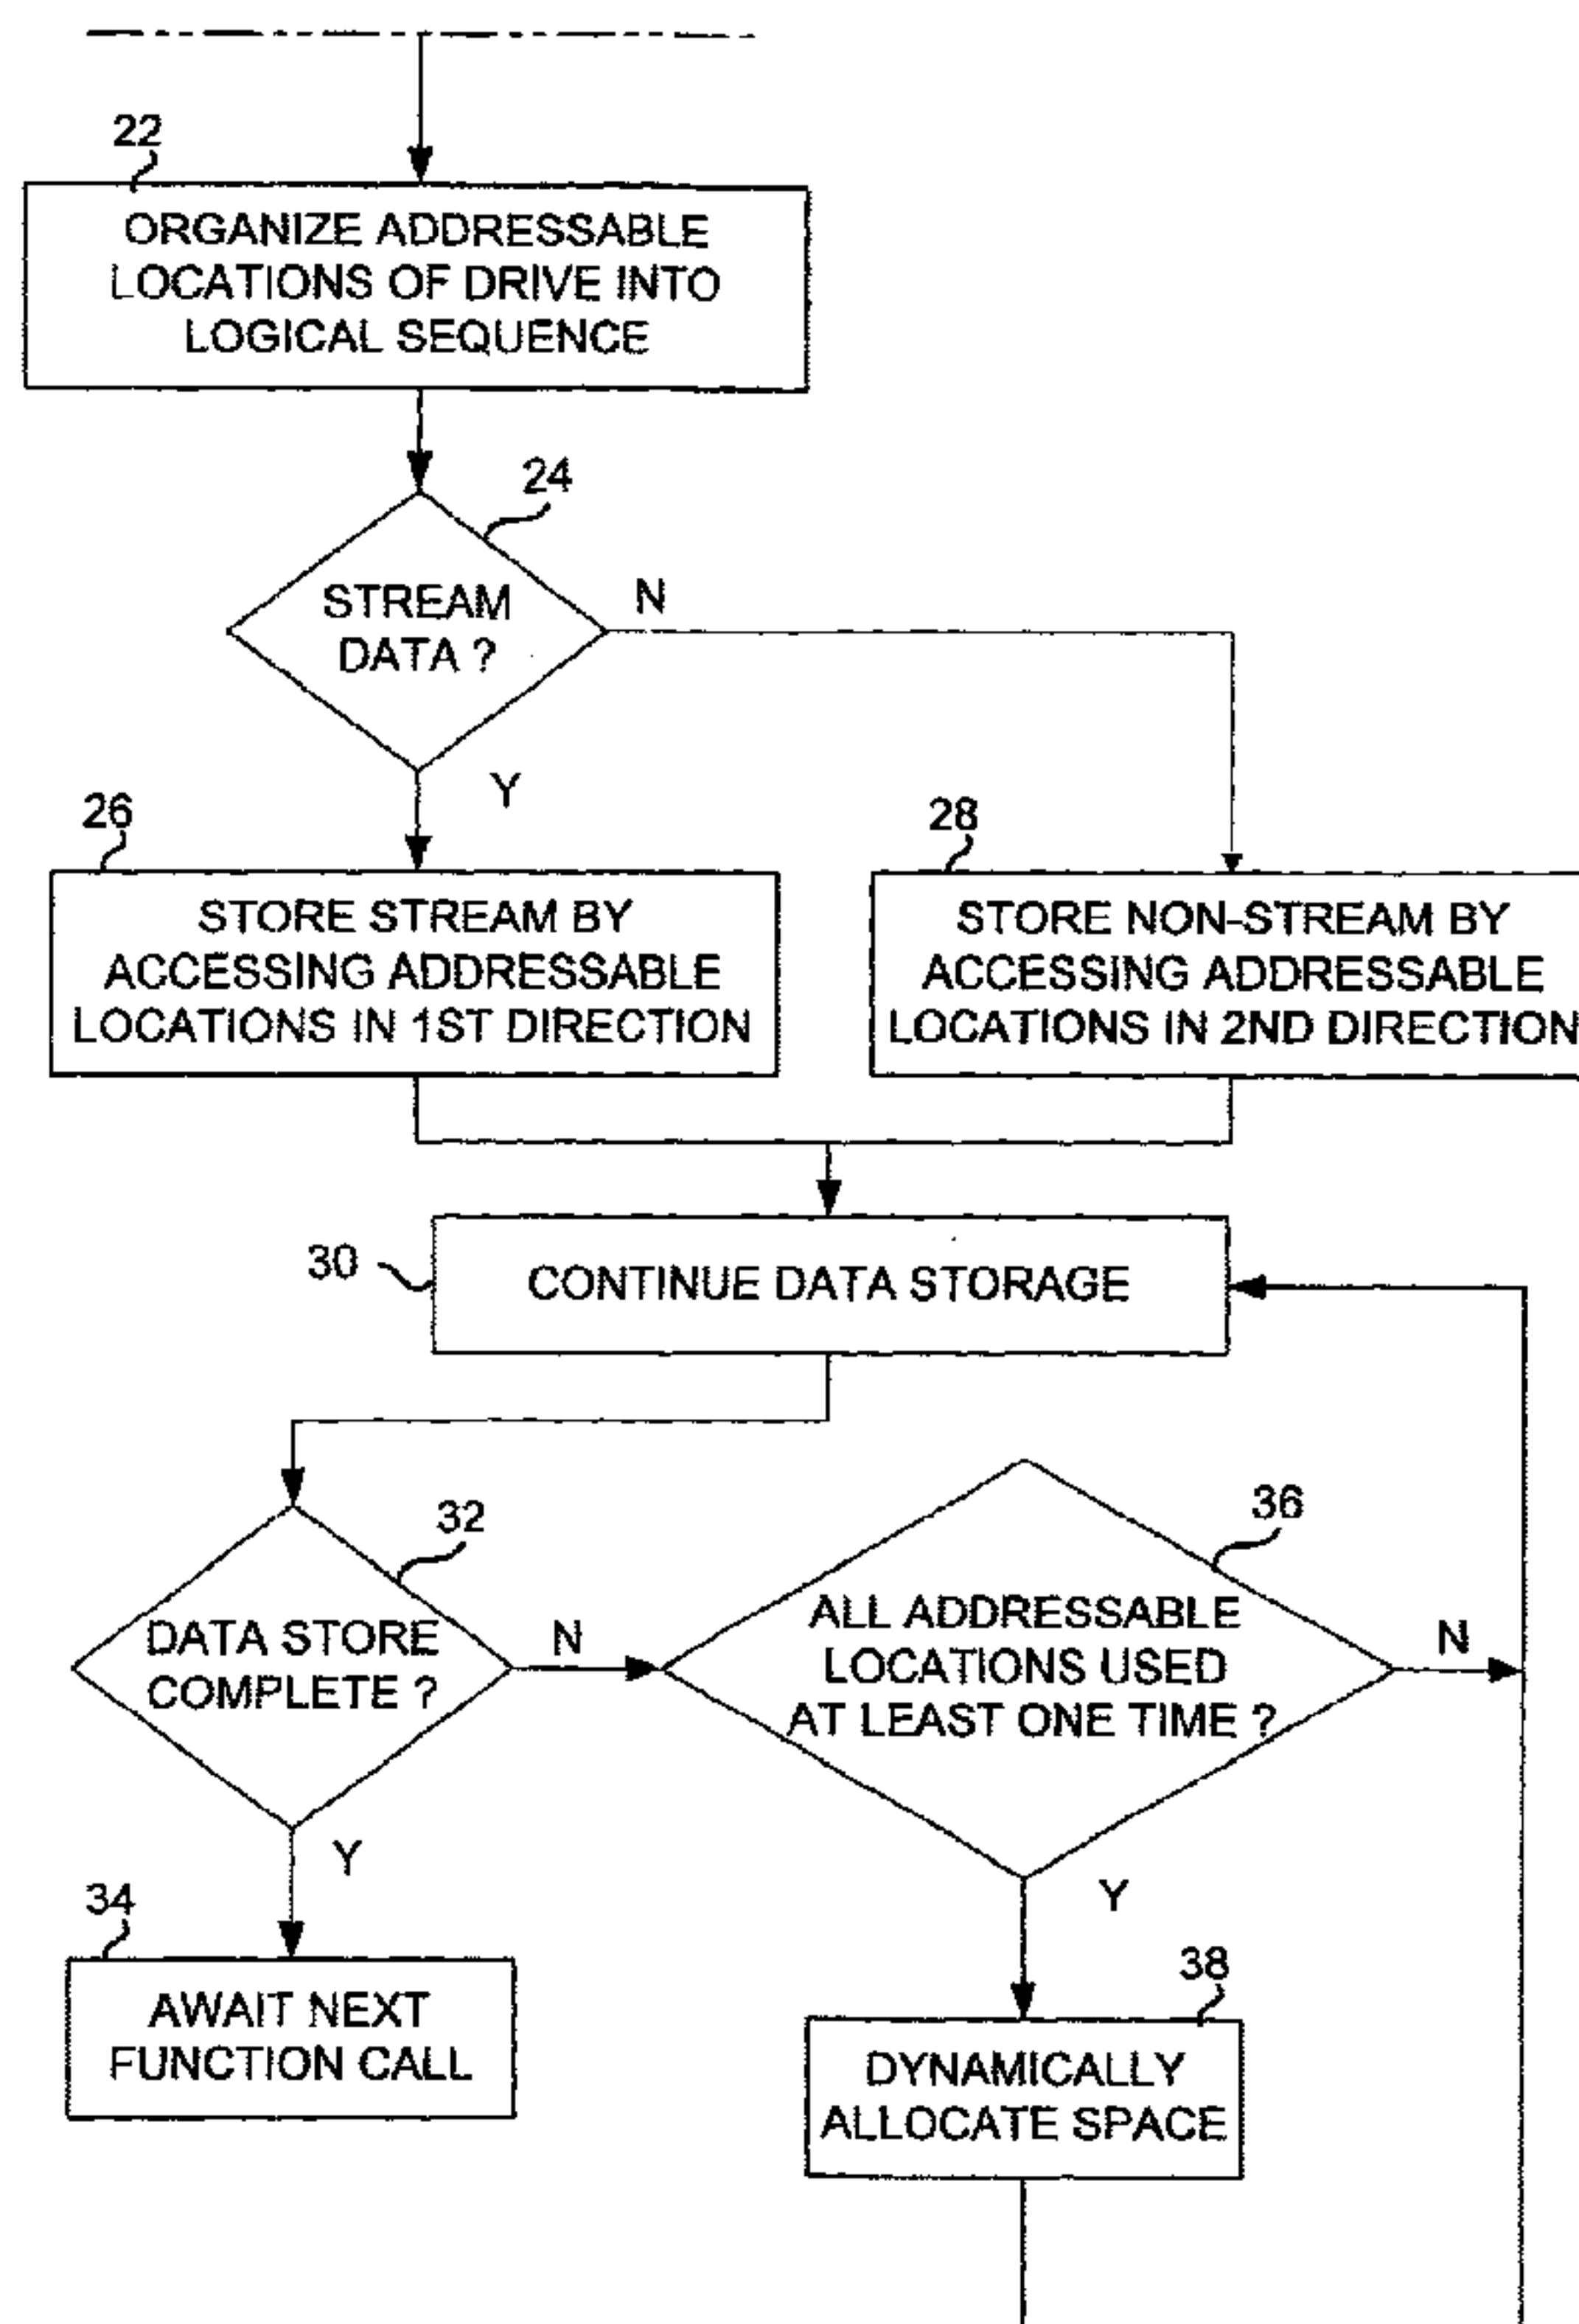 22
ORGANIZE ADDRESSABLE
LOCATIONS OF DRIVE INTO
LOGICAL SEQUENCE
24
STREAM
DATA ?
N
Y
26
STORE STREAM BY
ACCESSING ADDRESSABLE
LOCATIONS IN 1ST DIRECTION
28
STORE NON-STREAM BY
ACCESSING ADDRESSABLE
LOCATIONS IN 2ND DIRECTION
30
CONTINUE DATA STORAGE
32
DATA STORE
COMPLETE ?
N
Y
36
ALL ADDRESSABLE
LOCATIONS USED
AT LEAST ONE TIME ?
N
Y
34
AWAIT NEXT
FUNCTION CALL
38
DYNAMICALLY
ALLOCATE SPACE